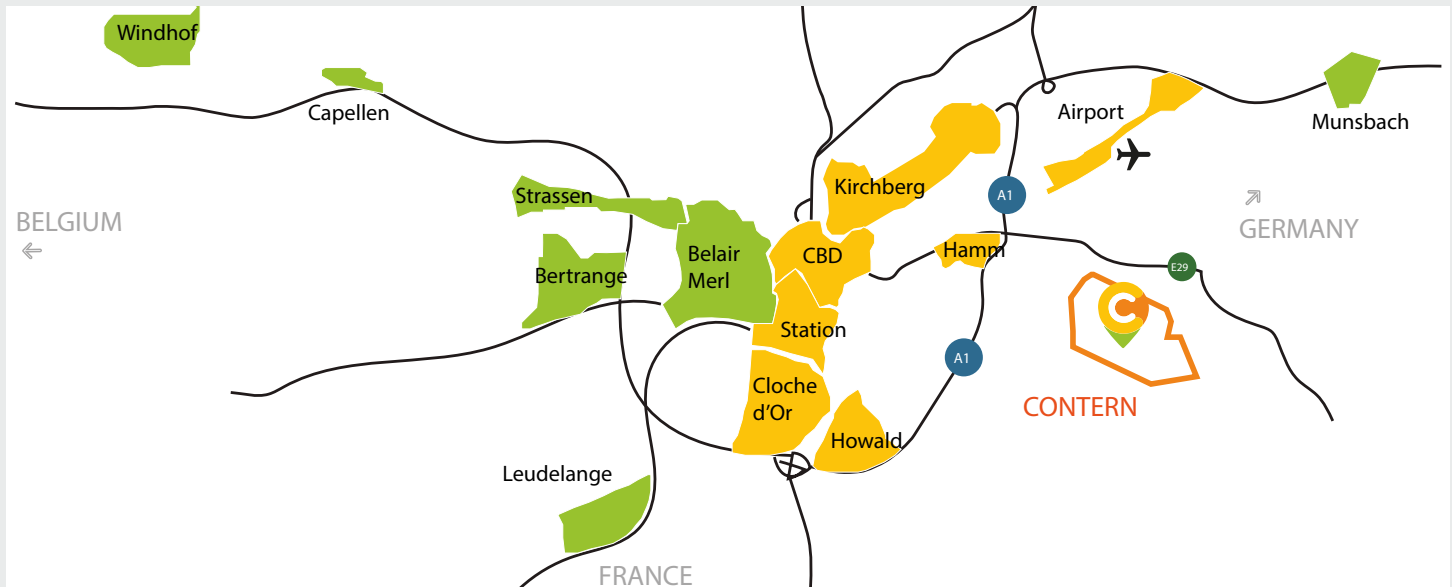 Windhof
Capellen
Airport
Munsbach
Strassen
Kirchberg
A1
BELGIUM
GERMANY
Belair
Merl
CBD
Hamm
Bertrange
E29
Station
A1
Cloche
d'Or
CONTERN
Howald
Leudelange
FRANCE